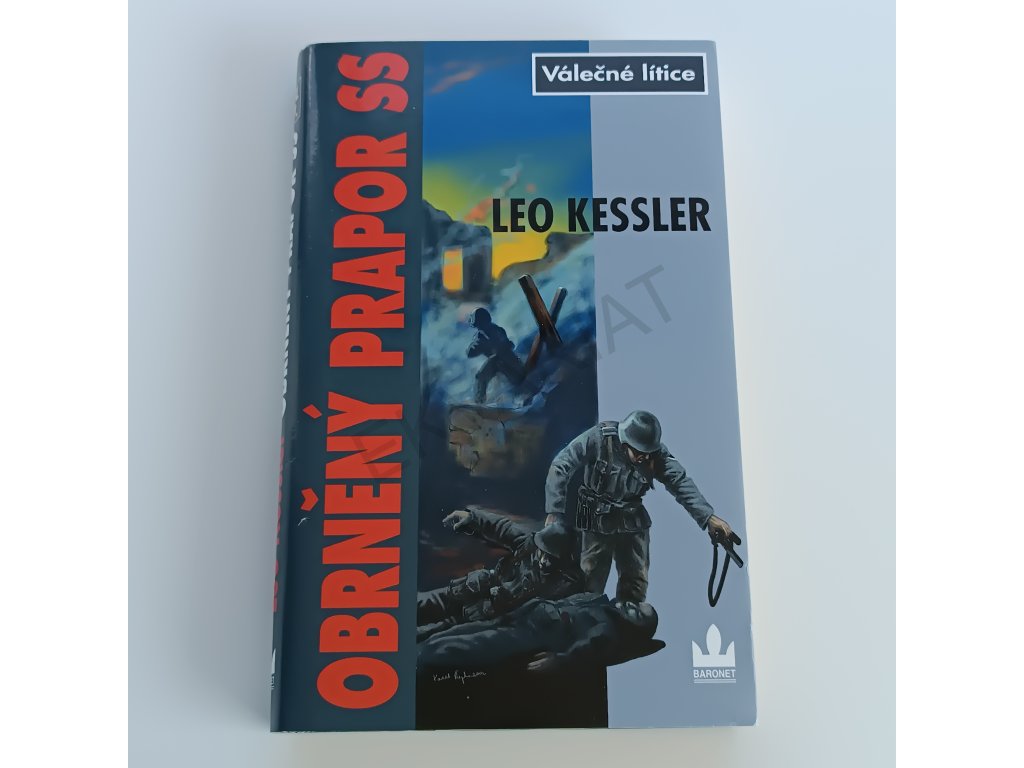 OBRNĚNÝ PRAPOR SS
Válečné lítice
LEO KESSLER
BARONET